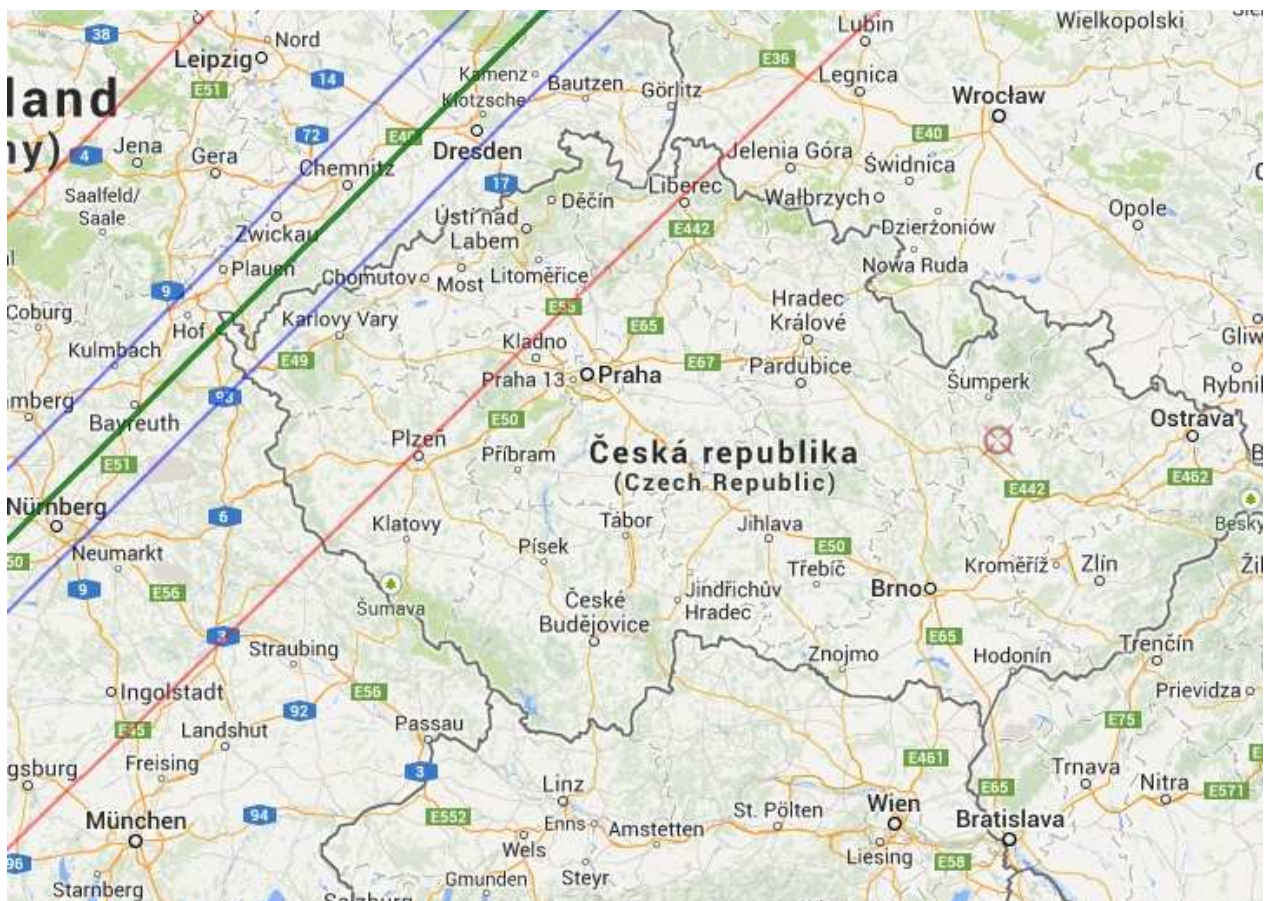 38
Nord
Leipzig
E51
14
Kamenz
Klotzsche
Bautzen
Görlitz
E36
Lubin
Legnica
Wielkopolski
Wrocław
land
ny)
4
Jena
Gera
72
Chemnitz
E40
Dresden
17
Saalfeld/
Saale
Zwickau
Plauen
Děčín
Ústí nad
Labem
Liberec
E442
Jelenia Góra
Świdnica
E40
Wałbrzych
Dzierżoniów
Nowa Ruda
Opole
9
Coburg
Hof
Kulmbach
Chomutov
Most
Litoměřice
Karlovy Vary
E49
E55
E65
Kladno
Praha
Praha 13
E67
Hradec
Králové
Pardubice
Šumperk
Gliw
Rybnik
amberg
Bayreuth
93
E51
E50
Plzeň
Příbram
Česká republika
(Czech Republic)
Ostrava
E462
E442
Nürnberg
6
50
Neumarkt
Klatovy
Tábor
Písek
Jihlava
E50
Třebíč
Brno
Kroměříž
Zlín
Besky
Žil
9
E56
Šumava
České
Budějovice
Jindřichův
Hradec
3
Straubing
E65
Znojmo
Hodonín
Trenčín
Prievidza
Ingolstadt
92
E56
E45
Landshut
Passau
Freising
3
E75
gsburg
E461
E65
Trnava
Nitra
E571
München
94
E552
Linz
Enns
Wels
Amstetten
St. Pölten
Wien
Bratislava
Liesing
E58
96
Starnberg
Gmunden
Steyr
Salzburg